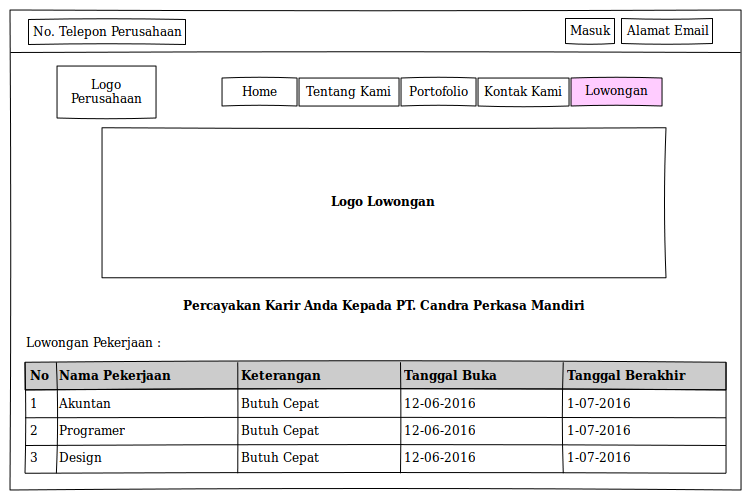 No. Telepon Perusahaan Masuk Alamat Email
Logo
Perusahaan
Home Tentang Kami Portofolio Kontak Kami Lowongan
Logo Lowongan
Percayakan Karir Anda Kepada PT. Candra Perkasa Mandiri
Lowongan Pekerjaan :
No Nama Pekerjaan Keterangan Tanggal Buka Tanggal Berakhir
1 Akuntan Butuh Cepat 12-06-2016 1-07-2016
2 Programer Butuh Cepat 12-06-2016 1-07-2016
3 Design Butuh Cepat 12-06-2016 1-07-2016